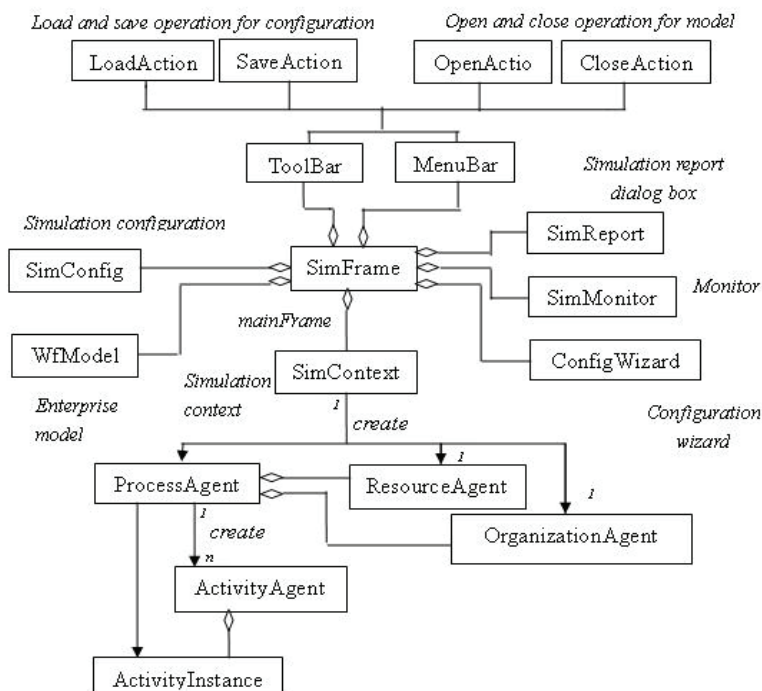 Load and save operation for configuration
Open and close operation for model
LoadAction
SaveAction
OpenActio
CloseAction
ToolBar
MenuBar
Simulation report
dialog box
Simulation configuration
SimReport
SimConfig
SimFrame
SimMonitor
Monitor
mainFrame
WfModel
SimContext
ConfigWizard
Simulation
context
Enterprise
model
1
create
Configuration
wizard
ProcessAgent
ResourceAgent
1
1
OrganizationAgent
1
create
n
ActivityAgent
ActivityInstance